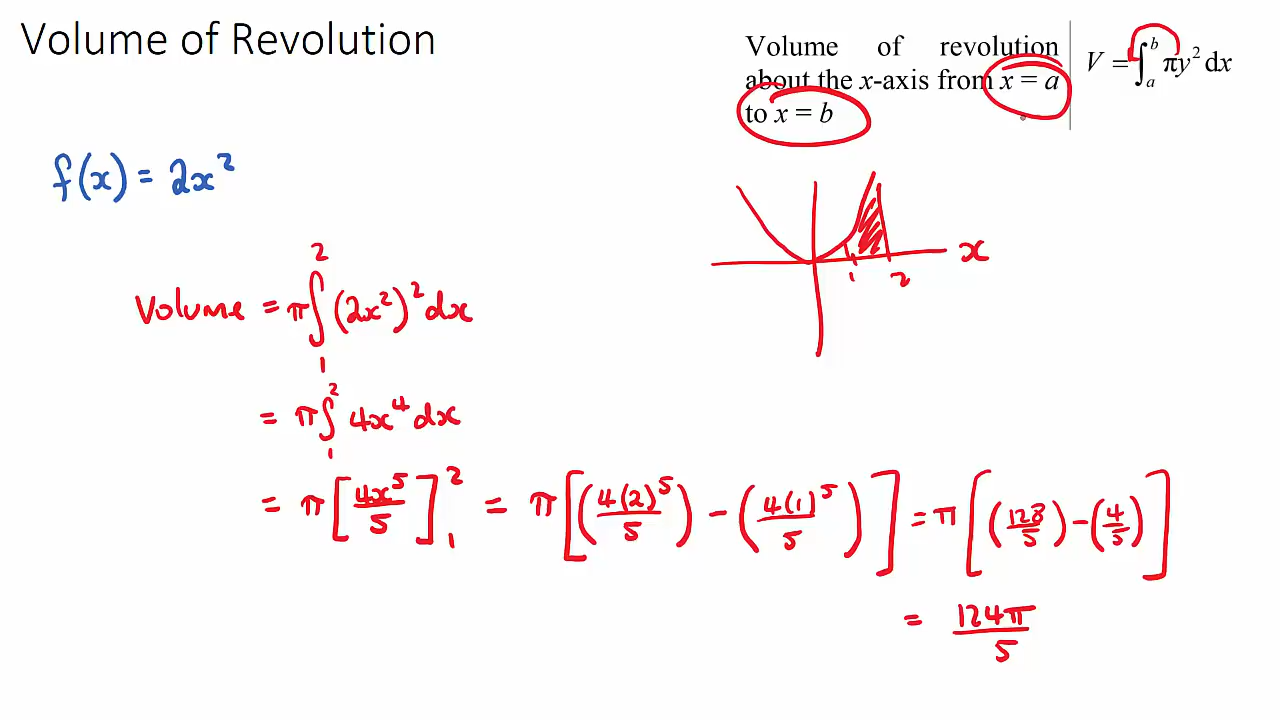 Volume of Revolution
Volume of revolution
about the x-axis from x = a
to x = b
V = ∫_a^b πy² dx
f(x) = 2x²
x
1 2
Volume = π∫_1^2 (2x²)² dx
= π∫_1^2 4x⁴ dx
= π[4x⁵/5]_1^2 = π[(4(2)⁵/5) − (4(1)⁵/5)] = π[(128/5) − (4/5)]
= 124π/5